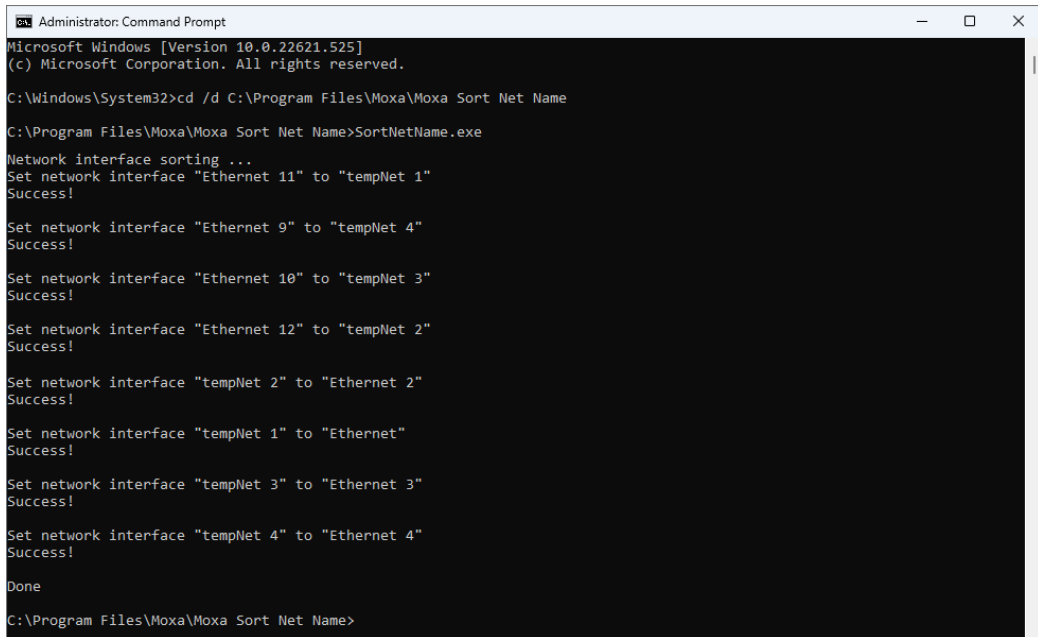 Administrator: Command Prompt
Microsoft Windows [Version 10.0.22621.525]
(c) Microsoft Corporation. All rights reserved.
C:\Windows\System32>cd /d C:\Program Files\Moxa\Moxa Sort Net Name
C:\Program Files\Moxa\Moxa Sort Net Name>SortNetName.exe
Network interface sorting ...
Set network interface "Ethernet 11" to "tempNet 1"
Success!
Set network interface "Ethernet 9" to "tempNet 4"
Success!
Set network interface "Ethernet 10" to "tempNet 3"
Success!
Set network interface "Ethernet 12" to "tempNet 2"
Success!
Set network interface "tempNet 2" to "Ethernet 2"
Success!
Set network interface "tempNet 1" to "Ethernet"
Success!
Set network interface "tempNet 3" to "Ethernet 3"
Success!
Set network interface "tempNet 4" to "Ethernet 4"
Success!
Done
C:\Program Files\Moxa\Moxa Sort Net Name>